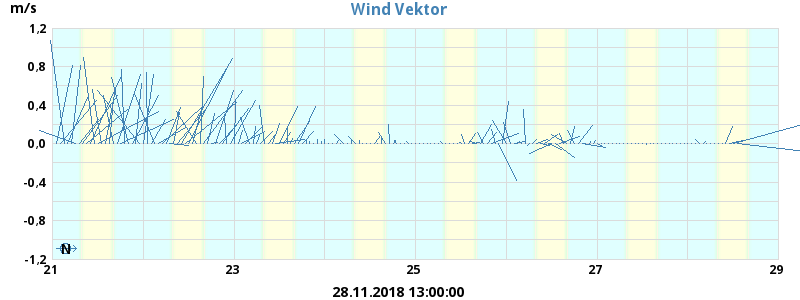 Wind Vektor
m/s
1,2
0,8
0,4
0,0
-0,4
-0,8
-1,2
N
21 23 25 27 29
28.11.2018 13:00:00